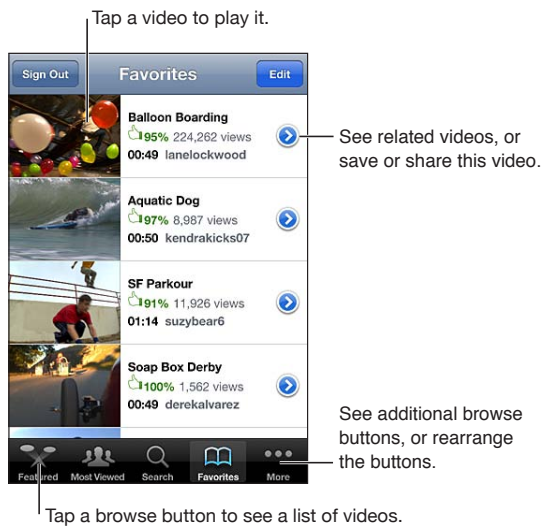 Tap a video to play it.
Sign Out
Favorites
Edit
Balloon Boarding
95% 224,262 views
00:49 lanelockwood
See related videos, or
save or share this video.
Aquatic Dog
97% 8,987 views
00:50 kendrakicks07
SF Parkour
91% 11,926 views
01:14 suzybear6
Soap Box Derby
100% 1,562 views
00:49 derekalvarez
See additional browse
buttons, or rearrange
the buttons.
Featured
Most Viewed
Search
Favorites
More
Tap a browse button to see a list of videos.